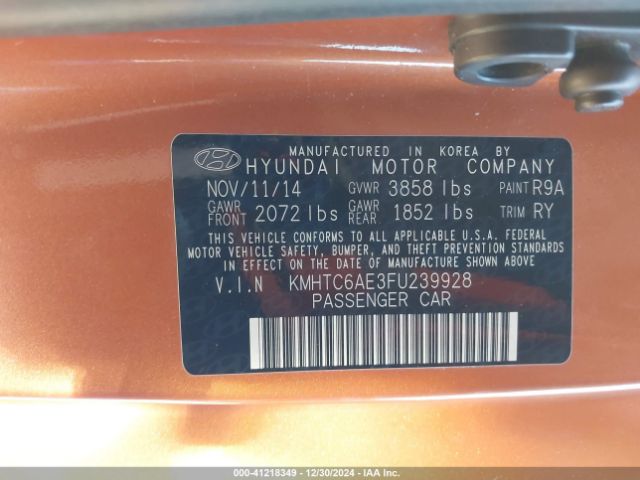 MANUFACTURED IN KOREA BY
HYUNDAI MOTOR COMPANY
NOV/11/14 GVWR 3858 lbs PAINT R9A
GAWR FRONT 2072 lbs GAWR REAR 1852 lbs TRIM RY
THIS VEHICLE CONFORMS TO ALL APPLICABLE U.S.A. FEDERAL
MOTOR VEHICLE SAFETY, BUMPER, AND THEFT PREVENTION STANDARDS
IN EFFECT ON THE DATE OF MANUFACTURE SHOWN ABOVE
V.I.N KMHTC6AE3FU239928
PASSENGER CAR
000-41218349 — 12/30/2024 — IAAI.COM